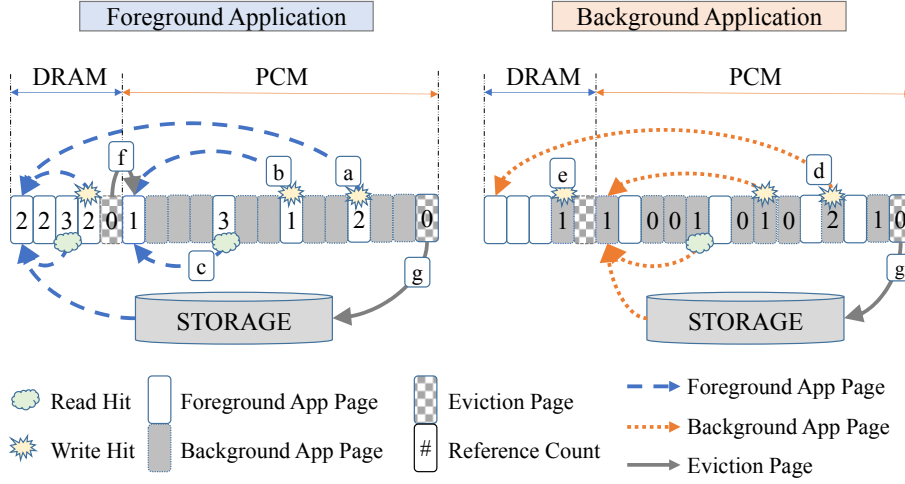 Foreground Application
Background Application
DRAM
PCM
DRAM
PCM
f
b
a
e
d
2 2 3 2 0 1 3 1 2 0
1 1 0 0 1 0 1 0 2 1 0
c
g
g
STORAGE
STORAGE
Read Hit
Foreground App Page
Eviction Page
Foreground App Page
Write Hit
Background App Page
# Reference Count
Background App Page
Eviction Page